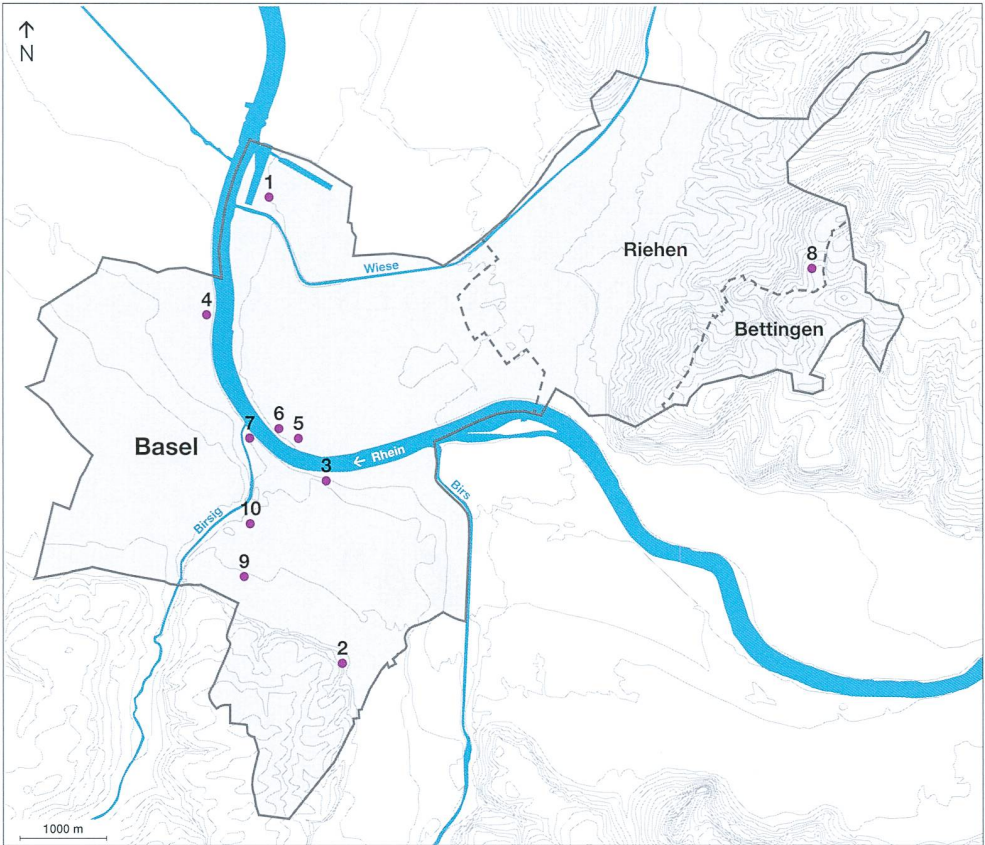 N
1
Riehen
8
Wiese
4
Bettingen
6
5
7
Basel
← Rhein
3
Birs
Birsig
10
9
2
1000 m